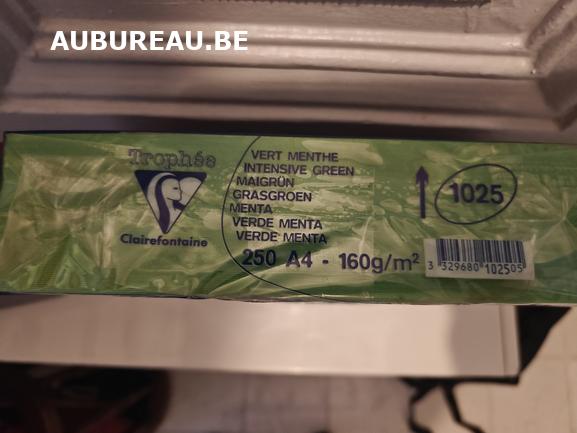 AUBUREAU.BE
Trophée
Clairefontaine
VERT MENTHE
INTENSIVE GREEN
MAIGRÜN
GRASGROEN
MENTA
VERDE MENTA
VERDE MENTA
250 A4 - 160g/m²
1025
3 329680 102505